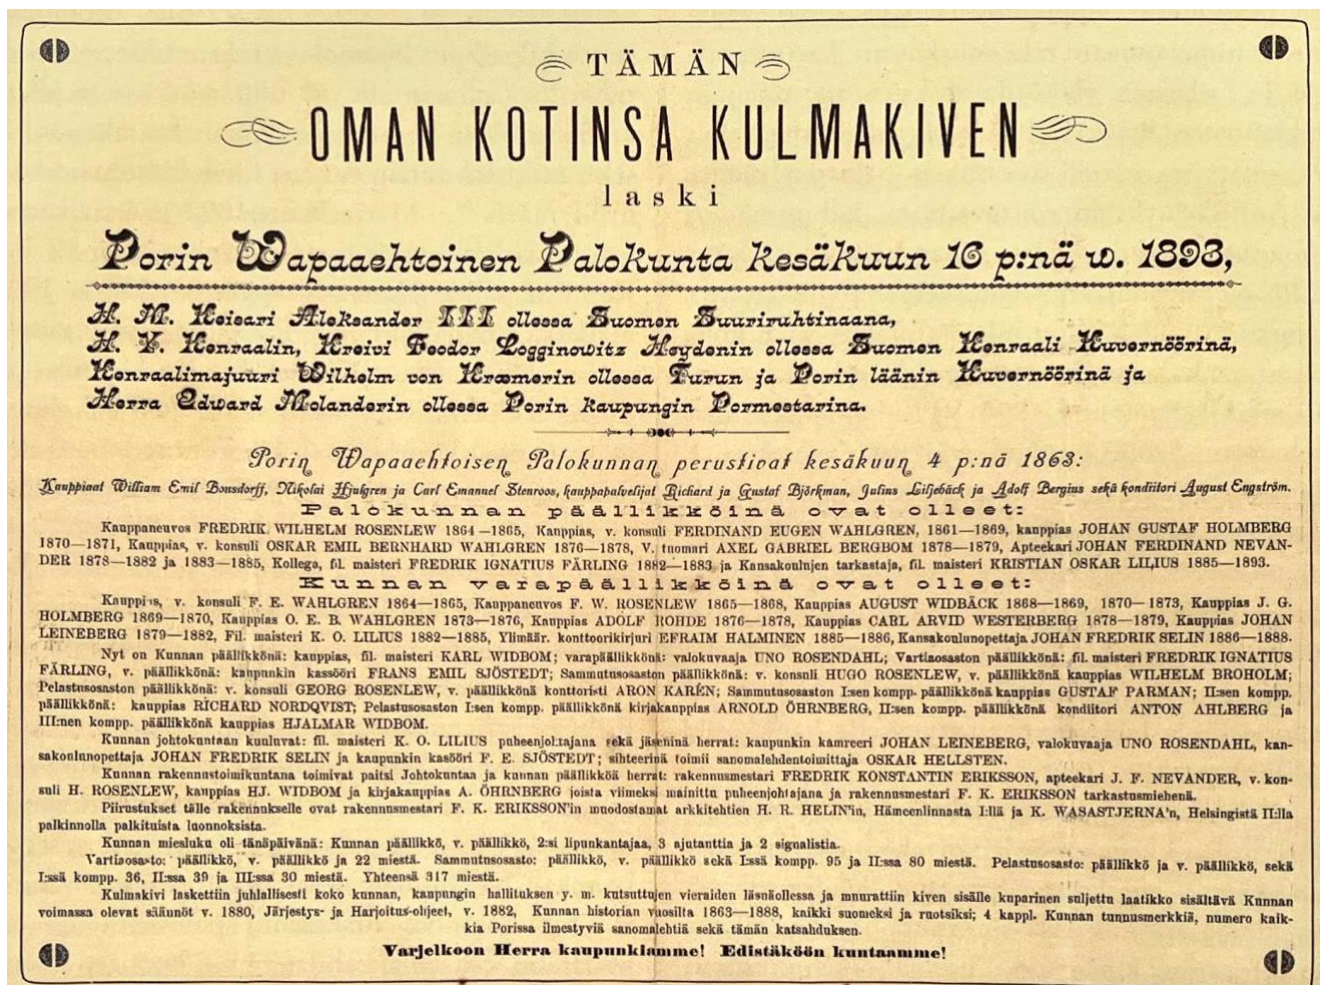 TÄMÄN
OMAN KOTINSA KULMAKIVEN
laski
Porin Wapaaehtoinen Palokunta kesäkuun 16 p:nä w. 1893,
H. M. Keisari Aleksander III ollessa Suomen Suuriruhtinaana,
H. Y. Kenraalin, Kreivi Feodor Logginowitz Heydenin ollessa Suomen Kenraali Kuvernöörinä,
Kenraalimajuuri Wilhelm von Kræmerin ollessa Turun ja Porin läänin Kuvernöörinä ja
Herra Edward Molanderin ollessa Porin kaupungin Pormestarina.
Porin Wapaaehtoisen Palokunnan perustivat kesäkuun 4 p:nä 1863:
Kauppiaat William Emil Bonsdorff, Nikolai Hjulgren ja Carl Emanuel Stenroos, kauppapalvelijat Richard ja Gustaf Björkman, Julius Liljebäck ja Adolf Bergius sekä kondiitori August Engström.
Palokunnan päällikköinä ovat olleet:
Kauppaneuvos FREDRIK WILHELM ROSENLEW 1864—1865, Kauppias, v. konsuli FERDINAND EUGEN WAHLGREN, 1861—1869, kauppias JOHAN GUSTAF HOLMBERG
1870—1871, Kauppias, v. konsuli OSKAR EMIL BERNHARD WAHLGREN 1876—1878, V. tuomari AXEL GABRIEL BERGBOM 1878—1879, Apteekari JOHAN FERDINAND NEVAN-
DER 1878—1882 ja 1883—1885, Kollega, fil. maisteri FREDRIK IGNATIUS FÄRLING 1882—1883 ja Kansakoulujen tarkastaja, fil. maisteri KRISTIAN OSKAR LILIUS 1885—1893.
Kunnan varapäällikköinä ovat olleet:
Kauppias, v. konsuli F. E. WAHLGREN 1864—1865, Kauppaneuvos F. W. ROSENLEW 1865—1868, Kauppias AUGUST WIDBÄCK 1868—1869, 1870—1873, Kauppias J. G.
HOLMBERG 1869—1870, Kauppias O. E. B. WAHLGREN 1873—1876, Kauppias ADOLF ROHDE 1876—1878, Kauppias CARL ARVID WESTERBERG 1878—1879, Kauppias JOHAN
LEINEBERG 1879—1882, Fil. maisteri K. O. LILIUS 1882—1885, Ylimäär. konttoorikirjuri EFRAIM HALMINEN 1885—1886, Kansakoulunopettaja JOHAN FREDRIK SELIN 1886—1888.
Nyt on Kunnan päällikkönä: kauppias, fil. maisteri KARL WIDBOM; varapäällikkönä: valokuvaaja UNO ROSENDAHL; Vartiaosaston päällikkönä: fil. maisteri FREDRIK IGNATIUS
FÄRLING, v. päällikkönä: kaupunkin kassööri FRANS EMIL SJÖSTEDT; Sammutusosaston päällikkönä: v. konsuli HUGO ROSENLEW, v. päällikkönä kauppias WILHELM BROHOLM;
Pelastusosaston päällikkönä: v. konsuli GEORG ROSENLEW, v. päällikkönä konttoristi ARON KARÉN; Sammutusosaston I:sen kompp. päällikkönä kauppias GUSTAF PARMAN; II:sen kompp.
päällikkönä: kauppias RICHARD NORDQVIST; Pelastusosaston I:sen kompp. päällikkönä kirjakauppias ARNOLD ÖHRNBERG, II:sen kompp. päällikkönä kondiitori ANTON AHLBERG ja
III:nen kompp. päällikkönä kauppias HJALMAR WIDBOM.
Kunnan johtokuntaan kuuluvat: fil. maisteri K. O. LILIUS puheenjohtajana sekä jäseninä herrat: kaupunkin kamreeri JOHAN LEINEBERG, valokuvaaja UNO ROSENDAHL, kan-
sakoulunopettaja JOHAN FREDRIK SELIN ja kaupunkin kasööri F. E. SJÖSTEDT; sihteerinä toimii sanomalehdentoimittaja OSKAR HELLSTEN.
Kunnan rakennustoimikuntana toimivat paitsi Johtokuntaa ja kunnan päällikköä herrat: rakennusmestari FREDRIK KONSTANTIN ERIKSSON, apteekari J. F. NEVANDER, v. kon-
suli H. ROSENLEW, kauppias HJ. WIDBOM ja kirjakauppias A. ÖHRNBERG joista viimeksi mainittu puheenjohtajana ja rakennusmestari F. K. ERIKSSON tarkastusmiehenä.
Piirustukset tälle rakennukselle ovat rakennusmestari F. K. ERIKSSON'in muodostamat arkkitehtien H. R. HELIN'in, Hämeenlinnasta I:llä ja K. WASASTJERNA'n, Helsingistä II:lla
palkinnolla palkituista luonnoksista.
Kunnan miesluku oli tänäpäivänä: Kunnan päällikkö, v. päällikkö, 2:si lipunkantajaa, 3 ajutanttia ja 2 signalistia.
Vartiaosasto: päällikkö, v. päällikkö ja 22 miestä. Sammutusosasto: päällikkö, v. päällikkö sekä I:ssä kompp. 95 ja II:ssa 80 miestä. Pelastusosasto: päällikkö ja v. päällikkö, sekä
I:ssä kompp. 36, II:ssa 39 ja III:ssa 30 miestä. Yhteensä 317 miestä.
Kulmakivi laskettiin juhlallisesti koko kunnan, kaupungin hallituksen y. m. kutsuttujen vieraiden läsnäollessa ja muurattiin kiven sisälle kuparinen suljettu laatikko sisältävä Kunnan
voimassa olevat säännöt v. 1880, Järjestys- ja Harjoitus-ohjeet, v. 1882, Kunnan historian vuosilta 1863—1888, kaikki suomeksi ja ruotsiksi; 4 kappl. Kunnan tunnusmerkkiä, numero kaik-
kia Porissa ilmestyviä sanomalehtiä sekä tämän katsahduksen.
Varjelkoon Herra kaupunkiamme! Edistäköön kuntaamme!